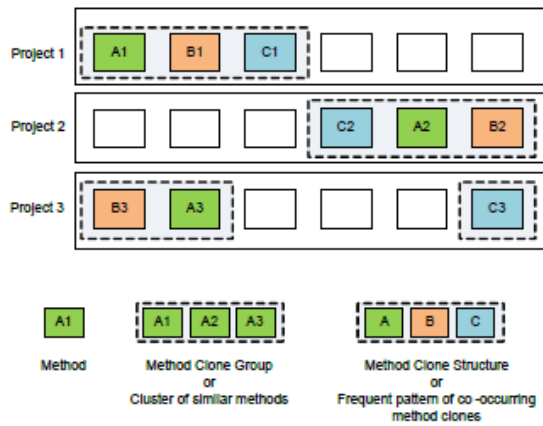 Project 1
A1 B1 C1
Project 2
C2 A2 B2
Project 3
B3 A3 C3
A1
A1 A2 A3
A B C
Method
Method Clone Group
or
Cluster of similar methods
Method Clone Structure
or
Frequent pattern of co -occurring
method clones